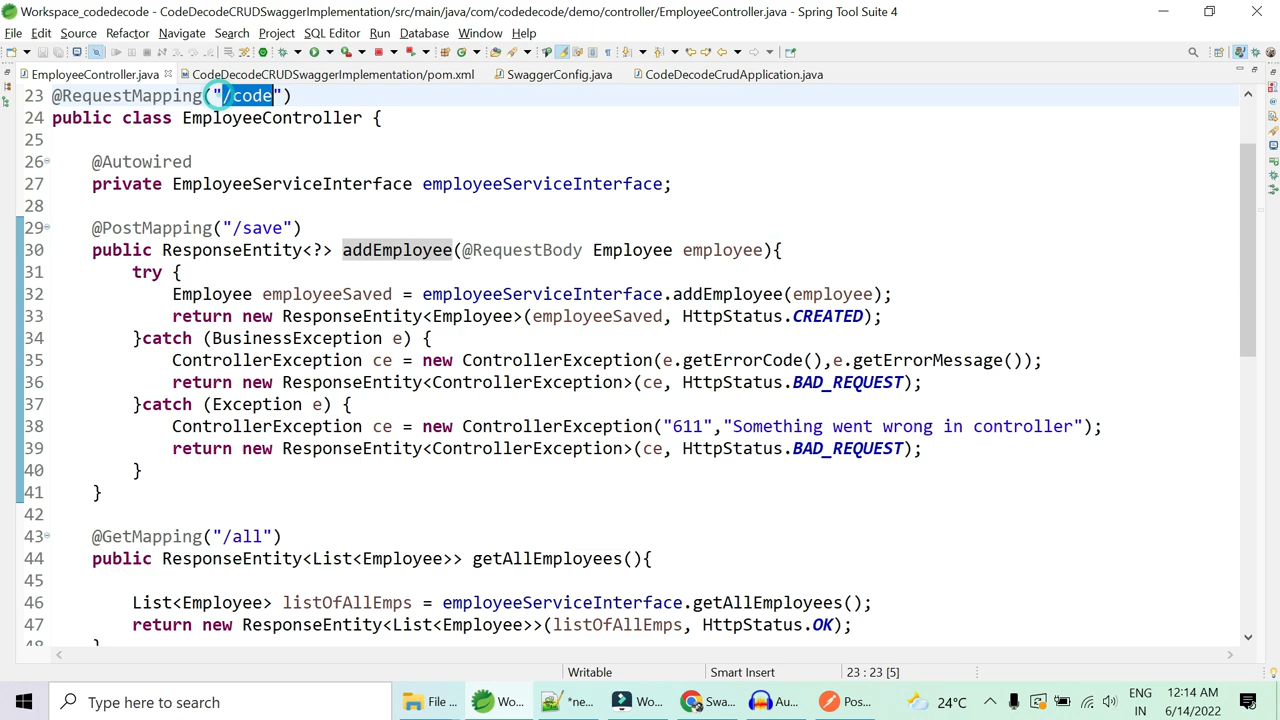 Workspace_codedecode - CodeDecodeCRUDSwaggerImplementation/src/main/java/com/codedecode/demo/controller/EmployeeController.java - Spring Tool Suite 4
File Edit Source Refactor Navigate Search Project SQL Editor Run Database Window Help
EmployeeController.java CodeDecodeCRUDSwaggerImplementation/pom.xml SwaggerConfig.java CodeDecodeCrudApplication.java
23 @RequestMapping("/code")
24 public class EmployeeController {
25
26 @Autowired
27 private EmployeeServiceInterface employeeServiceInterface;
28
29 @PostMapping("/save")
30 public ResponseEntity<?> addEmployee(@RequestBody Employee employee){
31 try {
32 Employee employeeSaved = employeeServiceInterface.addEmployee(employee);
33 return new ResponseEntity<Employee>(employeeSaved, HttpStatus.CREATED);
34 }catch (BusinessException e) {
35 ControllerException ce = new ControllerException(e.getErrorCode(),e.getErrorMessage());
36 return new ResponseEntity<ControllerException>(ce, HttpStatus.BAD_REQUEST);
37 }catch (Exception e) {
38 ControllerException ce = new ControllerException("611","Something went wrong in controller");
39 return new ResponseEntity<ControllerException>(ce, HttpStatus.BAD_REQUEST);
40 }
41 }
42
43 @GetMapping("/all")
44 public ResponseEntity<List<Employee>> getAllEmployees(){
45
46 List<Employee> listOfAllEmps = employeeServiceInterface.getAllEmployees();
47 return new ResponseEntity<List<Employee>>(listOfAllEmps, HttpStatus.OK);
Writable Smart Insert 23 : 23 [5]
Type here to search File ... Wo... *ne... Wo... Swa... Au... Pos... 24°C ENG IN 12:14 AM 6/14/2022